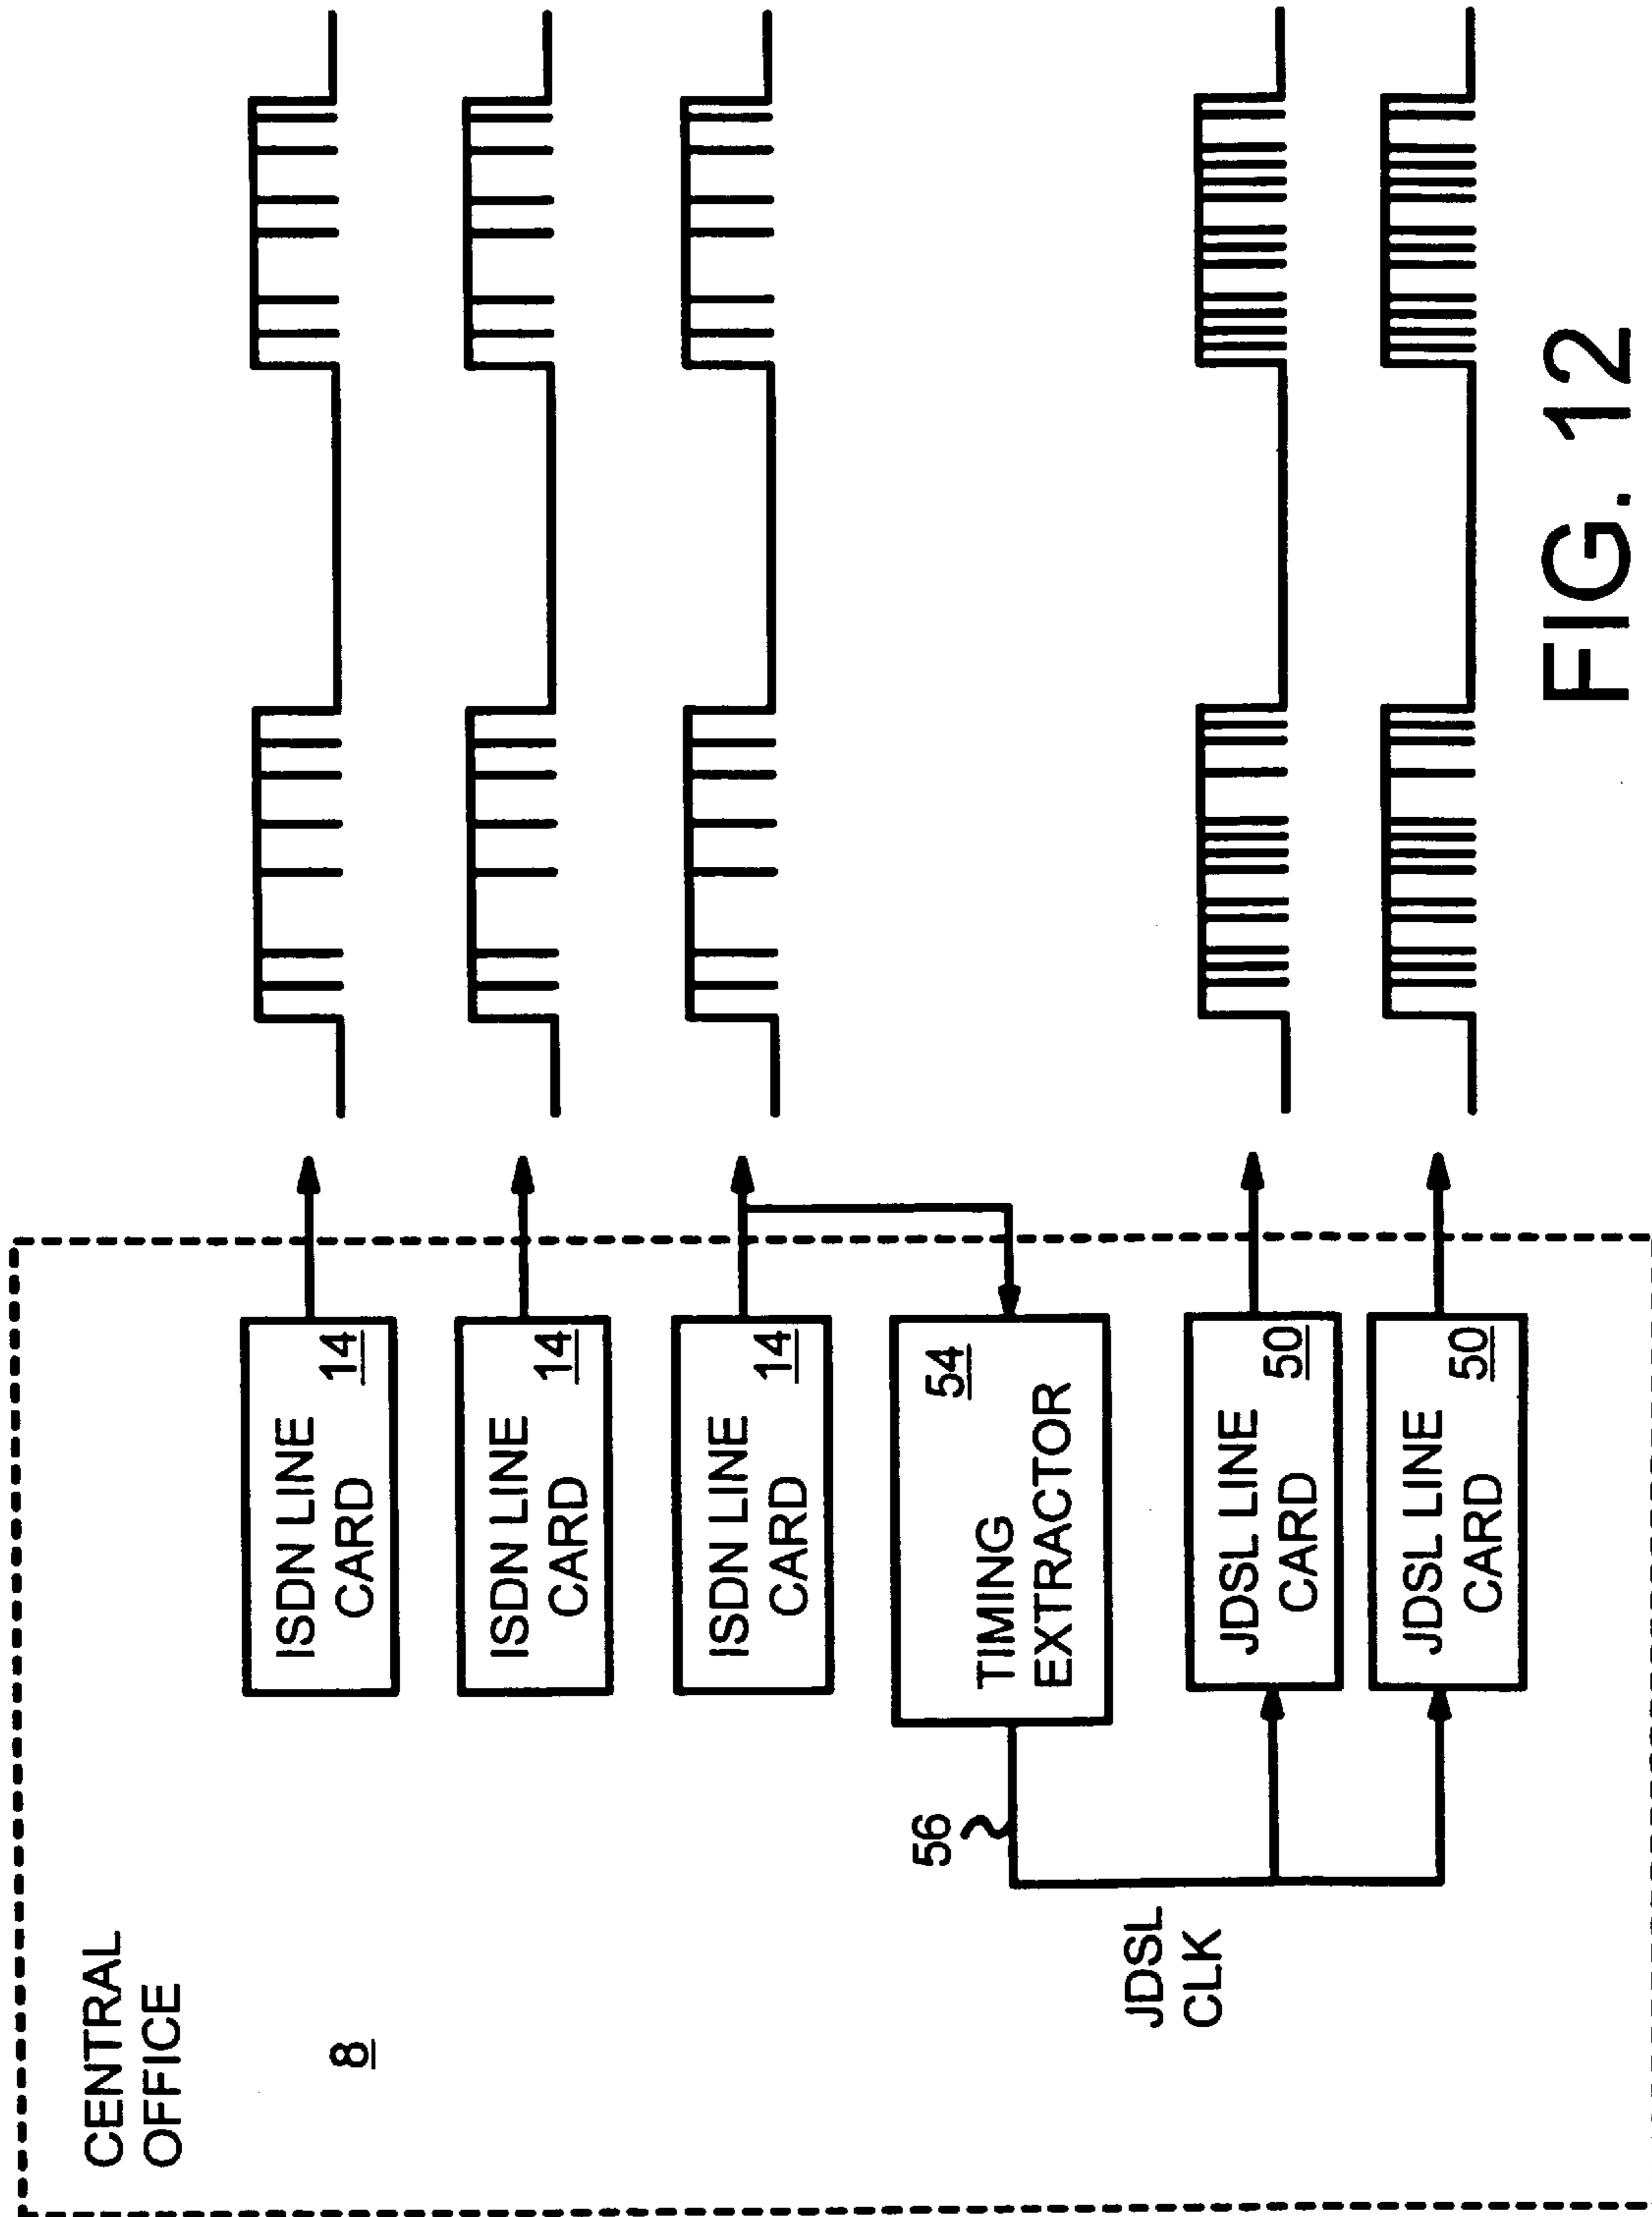 CENTRAL
OFFICE
8
ISDN LINE
CARD
14
ISDN LINE
CARD
14
ISDN LINE
CARD
14
TIMING
EXTRACTOR
54
56
JDSL
CLK
JDSL LINE
CARD
50
JDSL LINE
CARD
50
FIG. 12